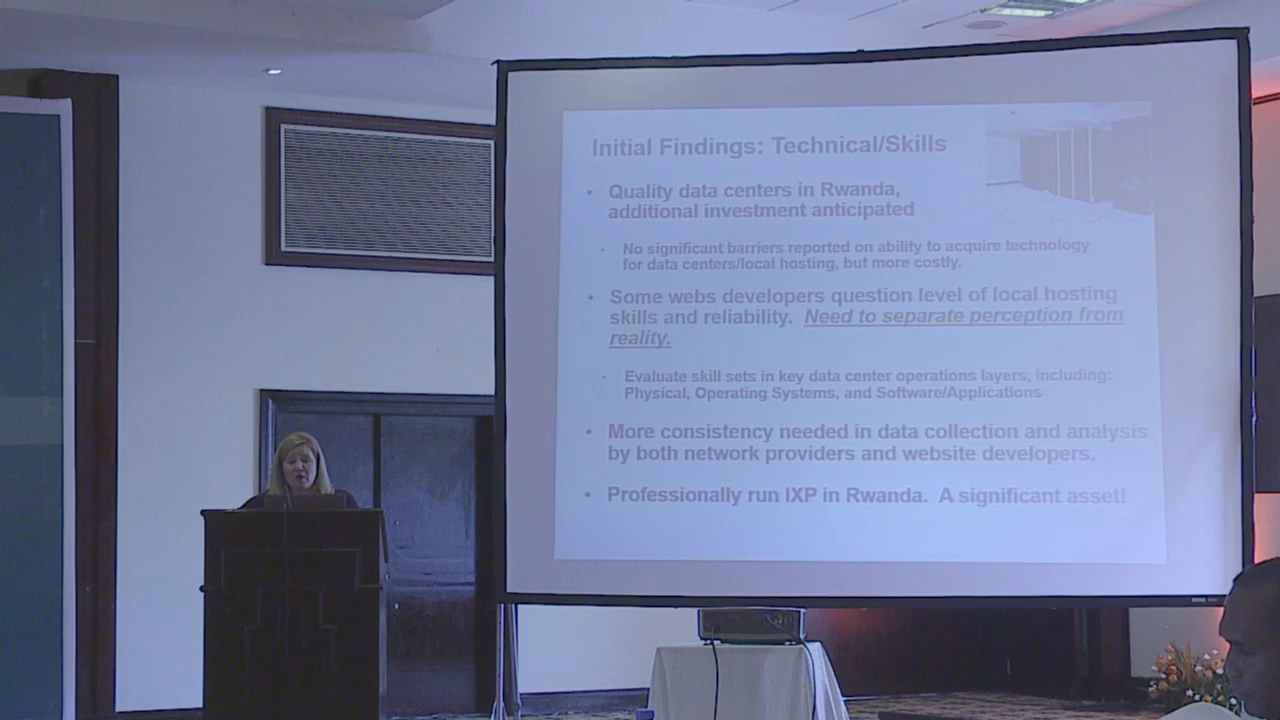 Initial Findings: Technical/Skills
• Quality data centers in Rwanda,
additional investment anticipated
• No significant barriers reported on ability to acquire technology
for data centers/local hosting, but more costly.
• Some webs developers question level of local hosting
skills and reliability. Need to separate perception from
reality.
• Evaluate skill sets in key data center operations layers, including:
Physical, Operating Systems, and Software/Applications
• More consistency needed in data collection and analysis
by both network providers and website developers.
• Professionally run IXP in Rwanda. A significant asset!